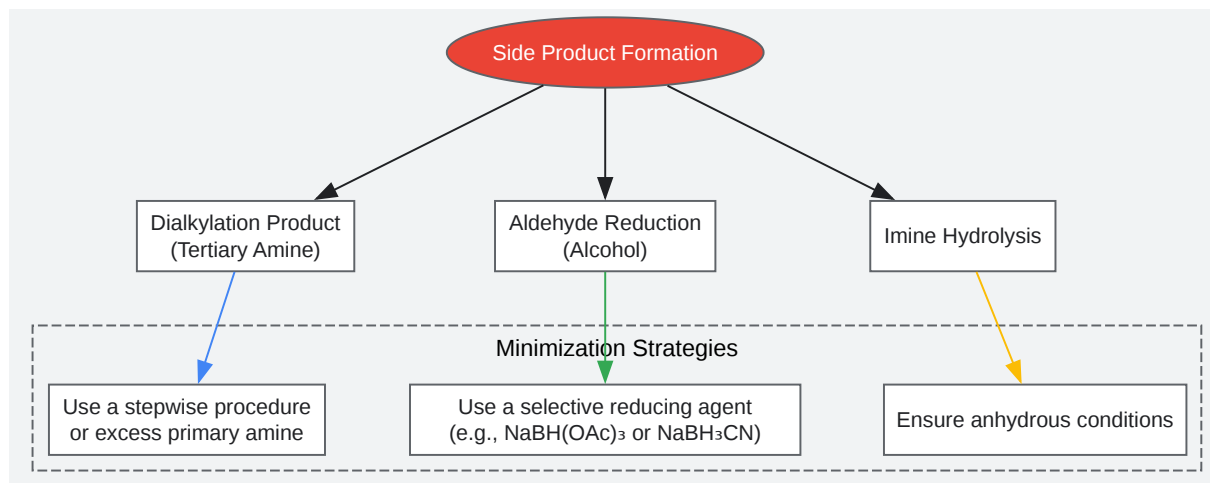 Side Product Formation
Dialkylation Product
(Tertiary Amine)
Aldehyde Reduction
(Alcohol)
Imine Hydrolysis
Minimization Strategies
Use a stepwise procedure
or excess primary amine
Use a selective reducing agent
(e.g., NaBH(OAc)₃ or NaBH₃CN)
Ensure anhydrous conditions